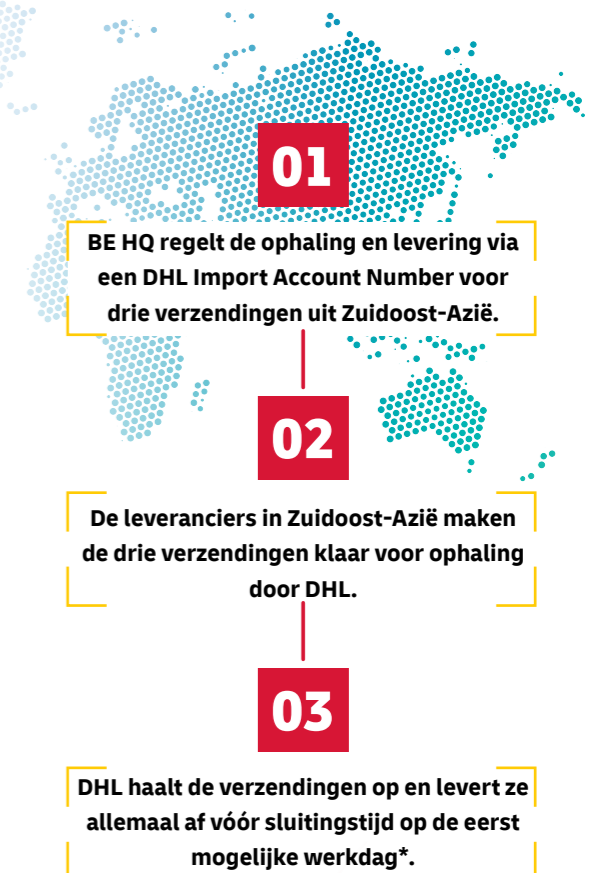 01
BE HQ regelt de ophaling en levering via
een DHL Import Account Number voor
drie verzendingen uit Zuidoost-Azië.
02
De leveranciers in Zuidoost-Azië maken
de drie verzendingen klaar voor ophaling
door DHL.
03
DHL haalt de verzendingen op en levert ze
allemaal af vóór sluitingstijd op de eerst
mogelijke werkdag*.